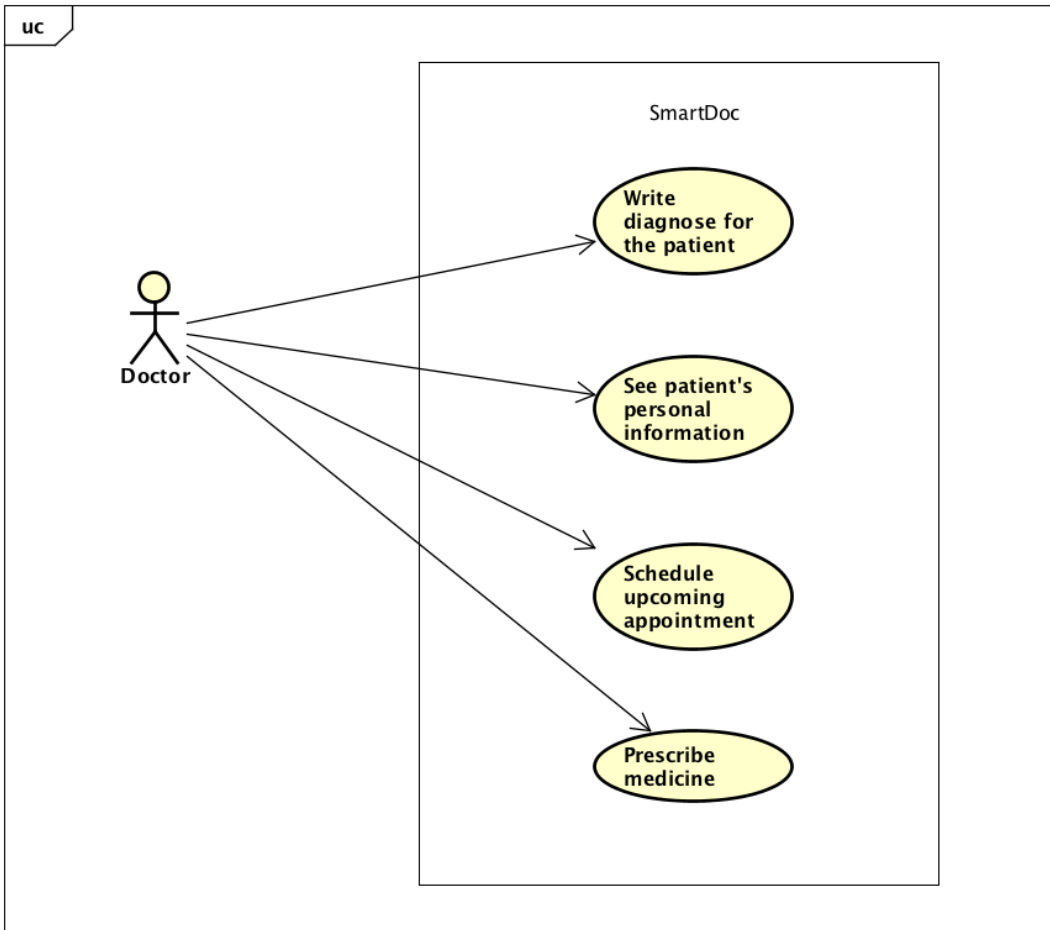 uc
SmartDoc
Write
diagnose for
the patient
Doctor
See patient's
personal
information
Schedule
upcoming
appointment
Prescribe
medicine